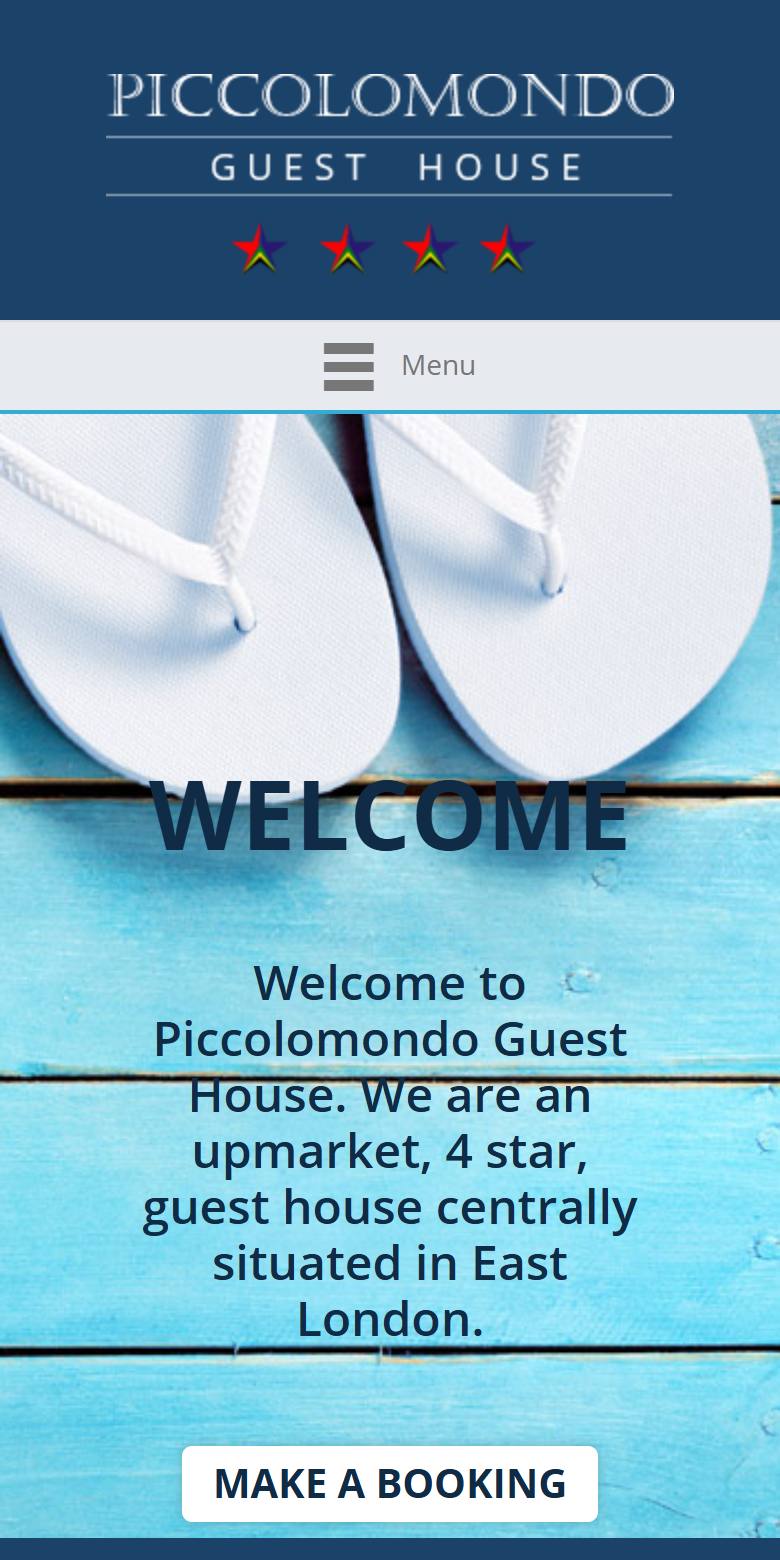 PICCOLOMONDO
GUEST HOUSE
Menu
WELCOME
Welcome to
Piccolomondo Guest
House. We are an
upmarket, 4 star,
guest house centrally
situated in East
London.
MAKE A BOOKING